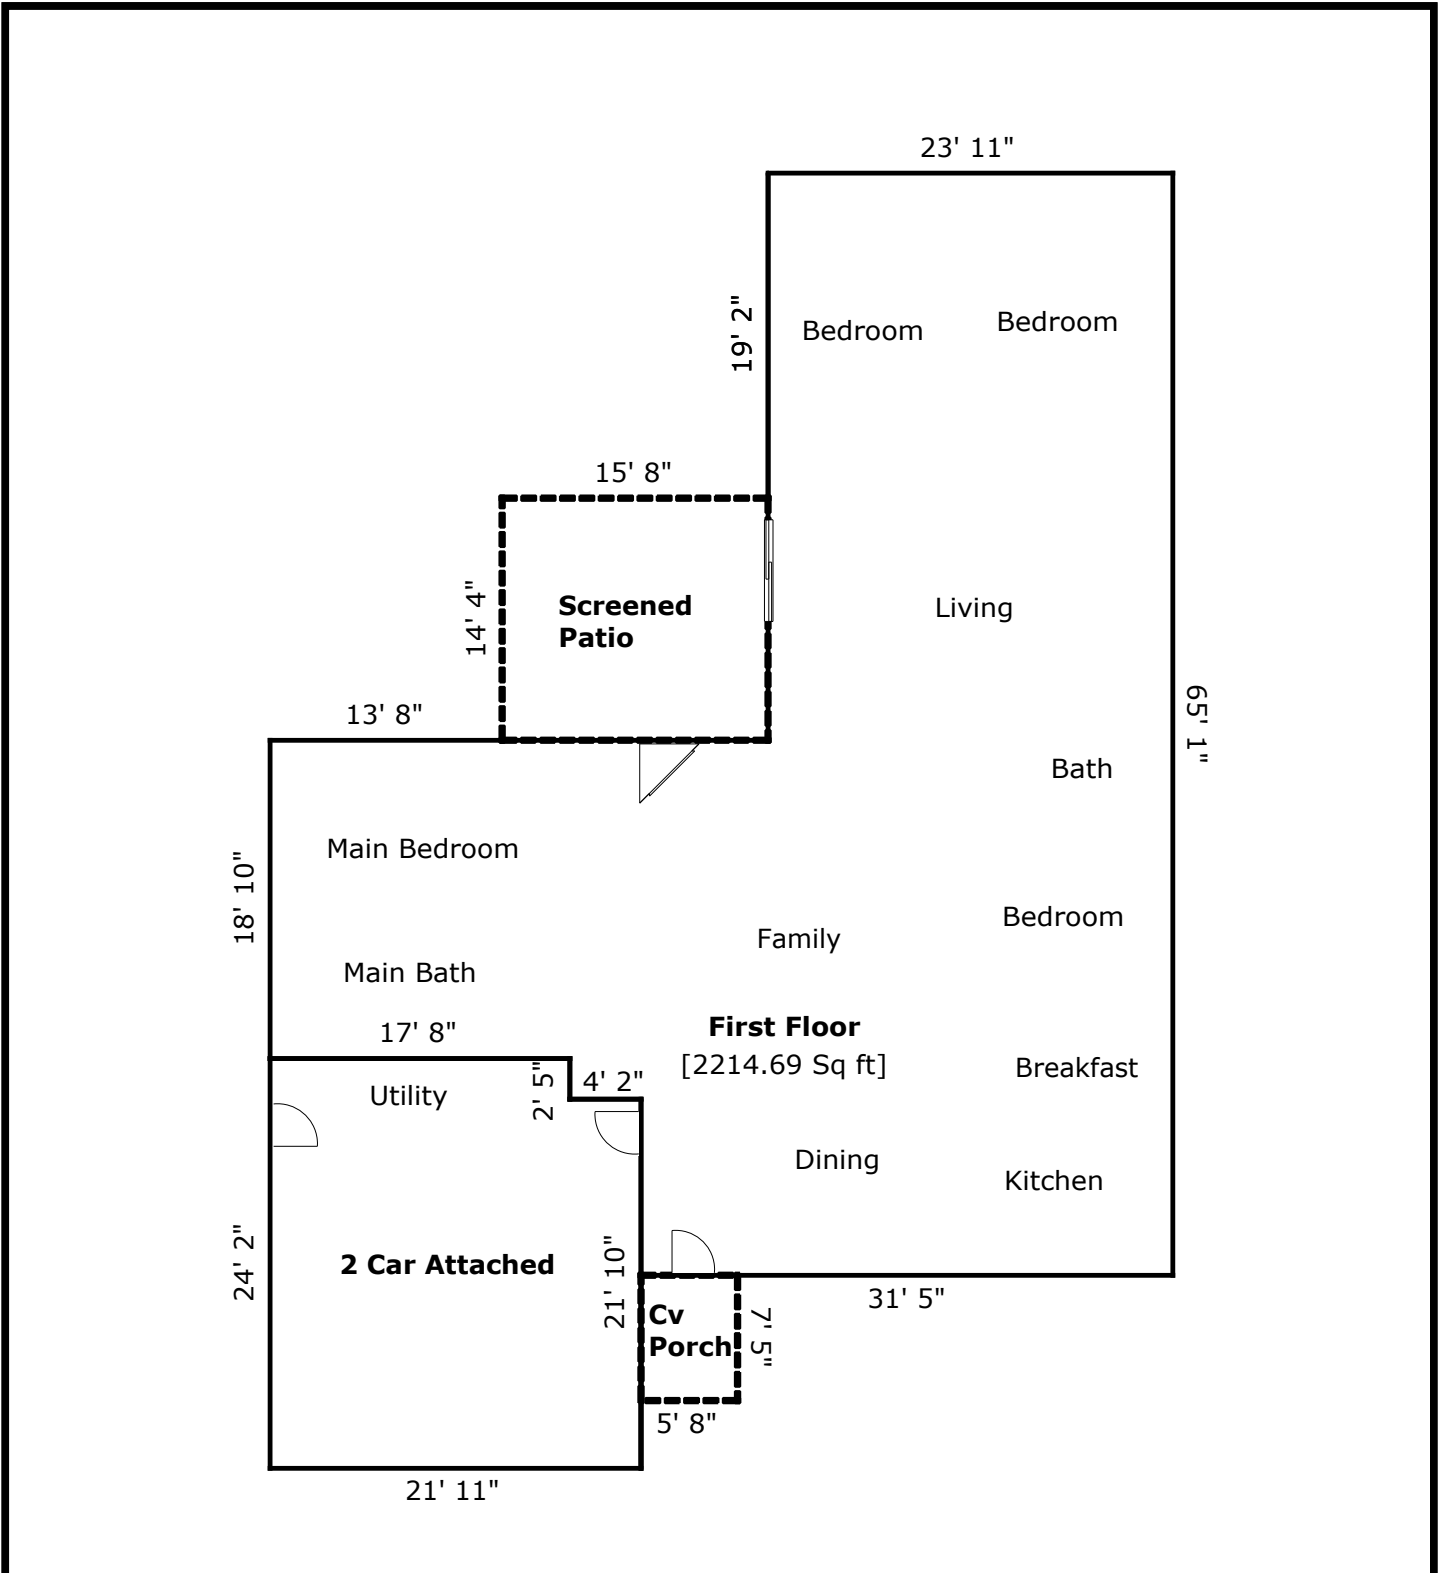 23' 11"
19' 2"
Bedroom
Bedroom
15' 8"
14' 4"
Screened
Patio
Living
13' 8"
65' 1"
Bath
Main Bedroom
18' 10"
Bedroom
Family
Main Bath
First Floor
[2214.69 Sq ft]
17' 8"
2' 5"
4' 2"
Breakfast
Utility
Dining
Kitchen
24' 2"
2 Car Attached
21' 10"
31' 5"
Cv
Porch
7' 5"
5' 8"
21' 11"